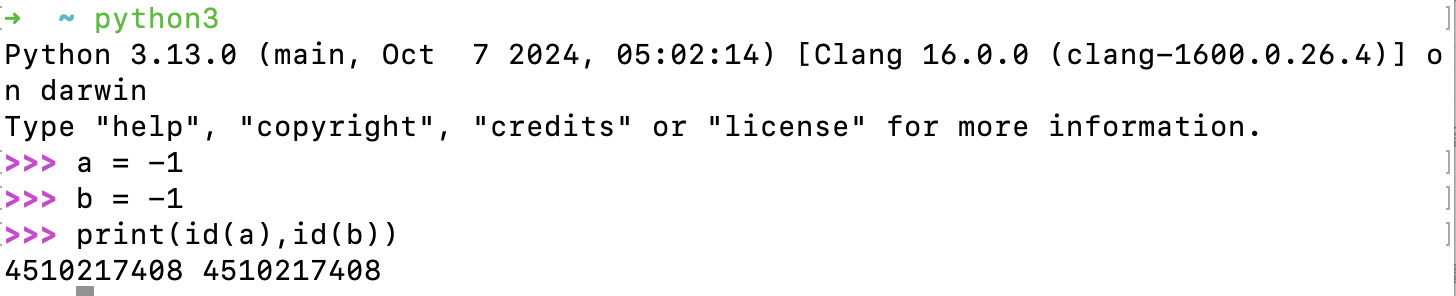 ➜  ~ python3
Python 3.13.0 (main, Oct  7 2024, 05:02:14) [Clang 16.0.0 (clang-1600.0.26.4)] o
n darwin
Type "help", "copyright", "credits" or "license" for more information.
>>> a = -1
>>> b = -1
>>> print(id(a),id(b))
4510217408 4510217408